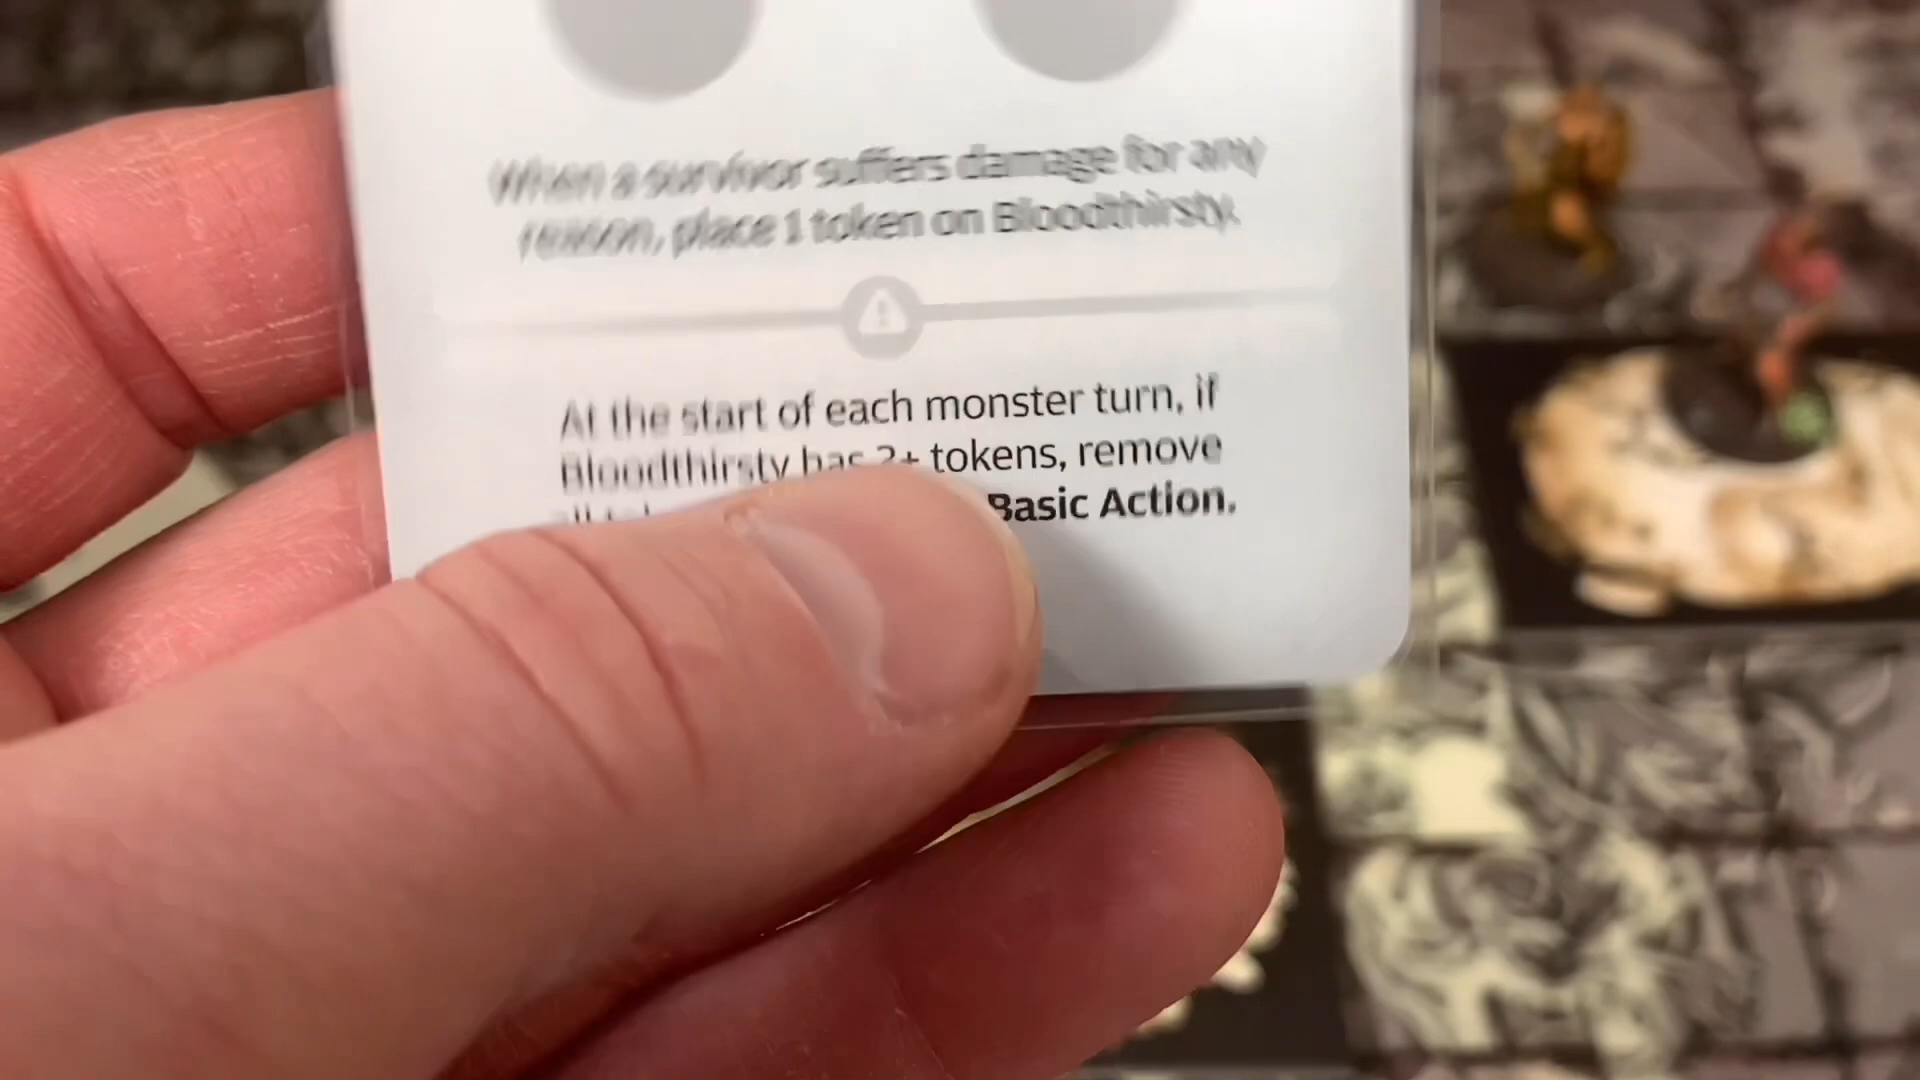 When a survivor suffers damage for any
reason, place 1 token on Bloodthirsty.
At the start of each monster turn, if
Bloodthirsty has tokens, remove
Basic Action.